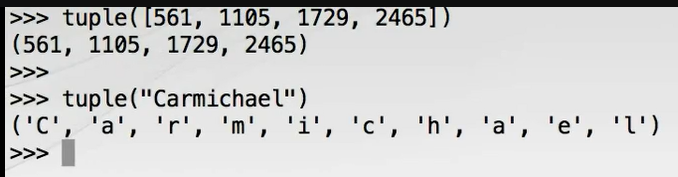 >>> tuple([561, 1105, 1729, 2465])
(561, 1105, 1729, 2465)
>>>
>>> tuple("Carmichael")
('C', 'a', 'r', 'm', 'i', 'c', 'h', 'a', 'e', 'l')
>>>